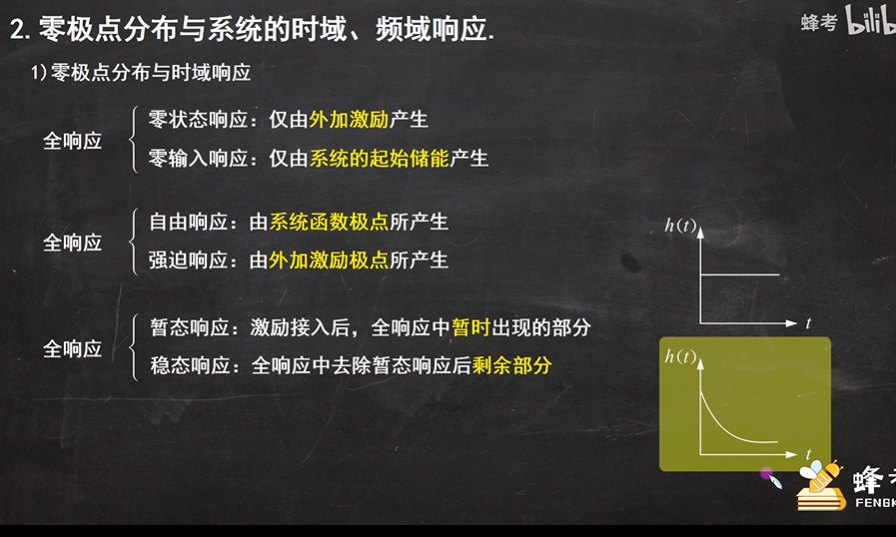 2.零极点分布与系统的时域、频域响应.
蜂考
1)零极点分布与时域响应
全响应
零状态响应：仅由外加激励产生
零输入响应：仅由系统的起始储能产生
全响应
自由响应：由系统函数极点所产生
强迫响应：由外加激励极点所产生
全响应
暂态响应：激励接入后，全响应中暂时出现的部分
稳态响应：全响应中去除暂态响应后剩余部分
h(t)
t
h(t)
t
蜂